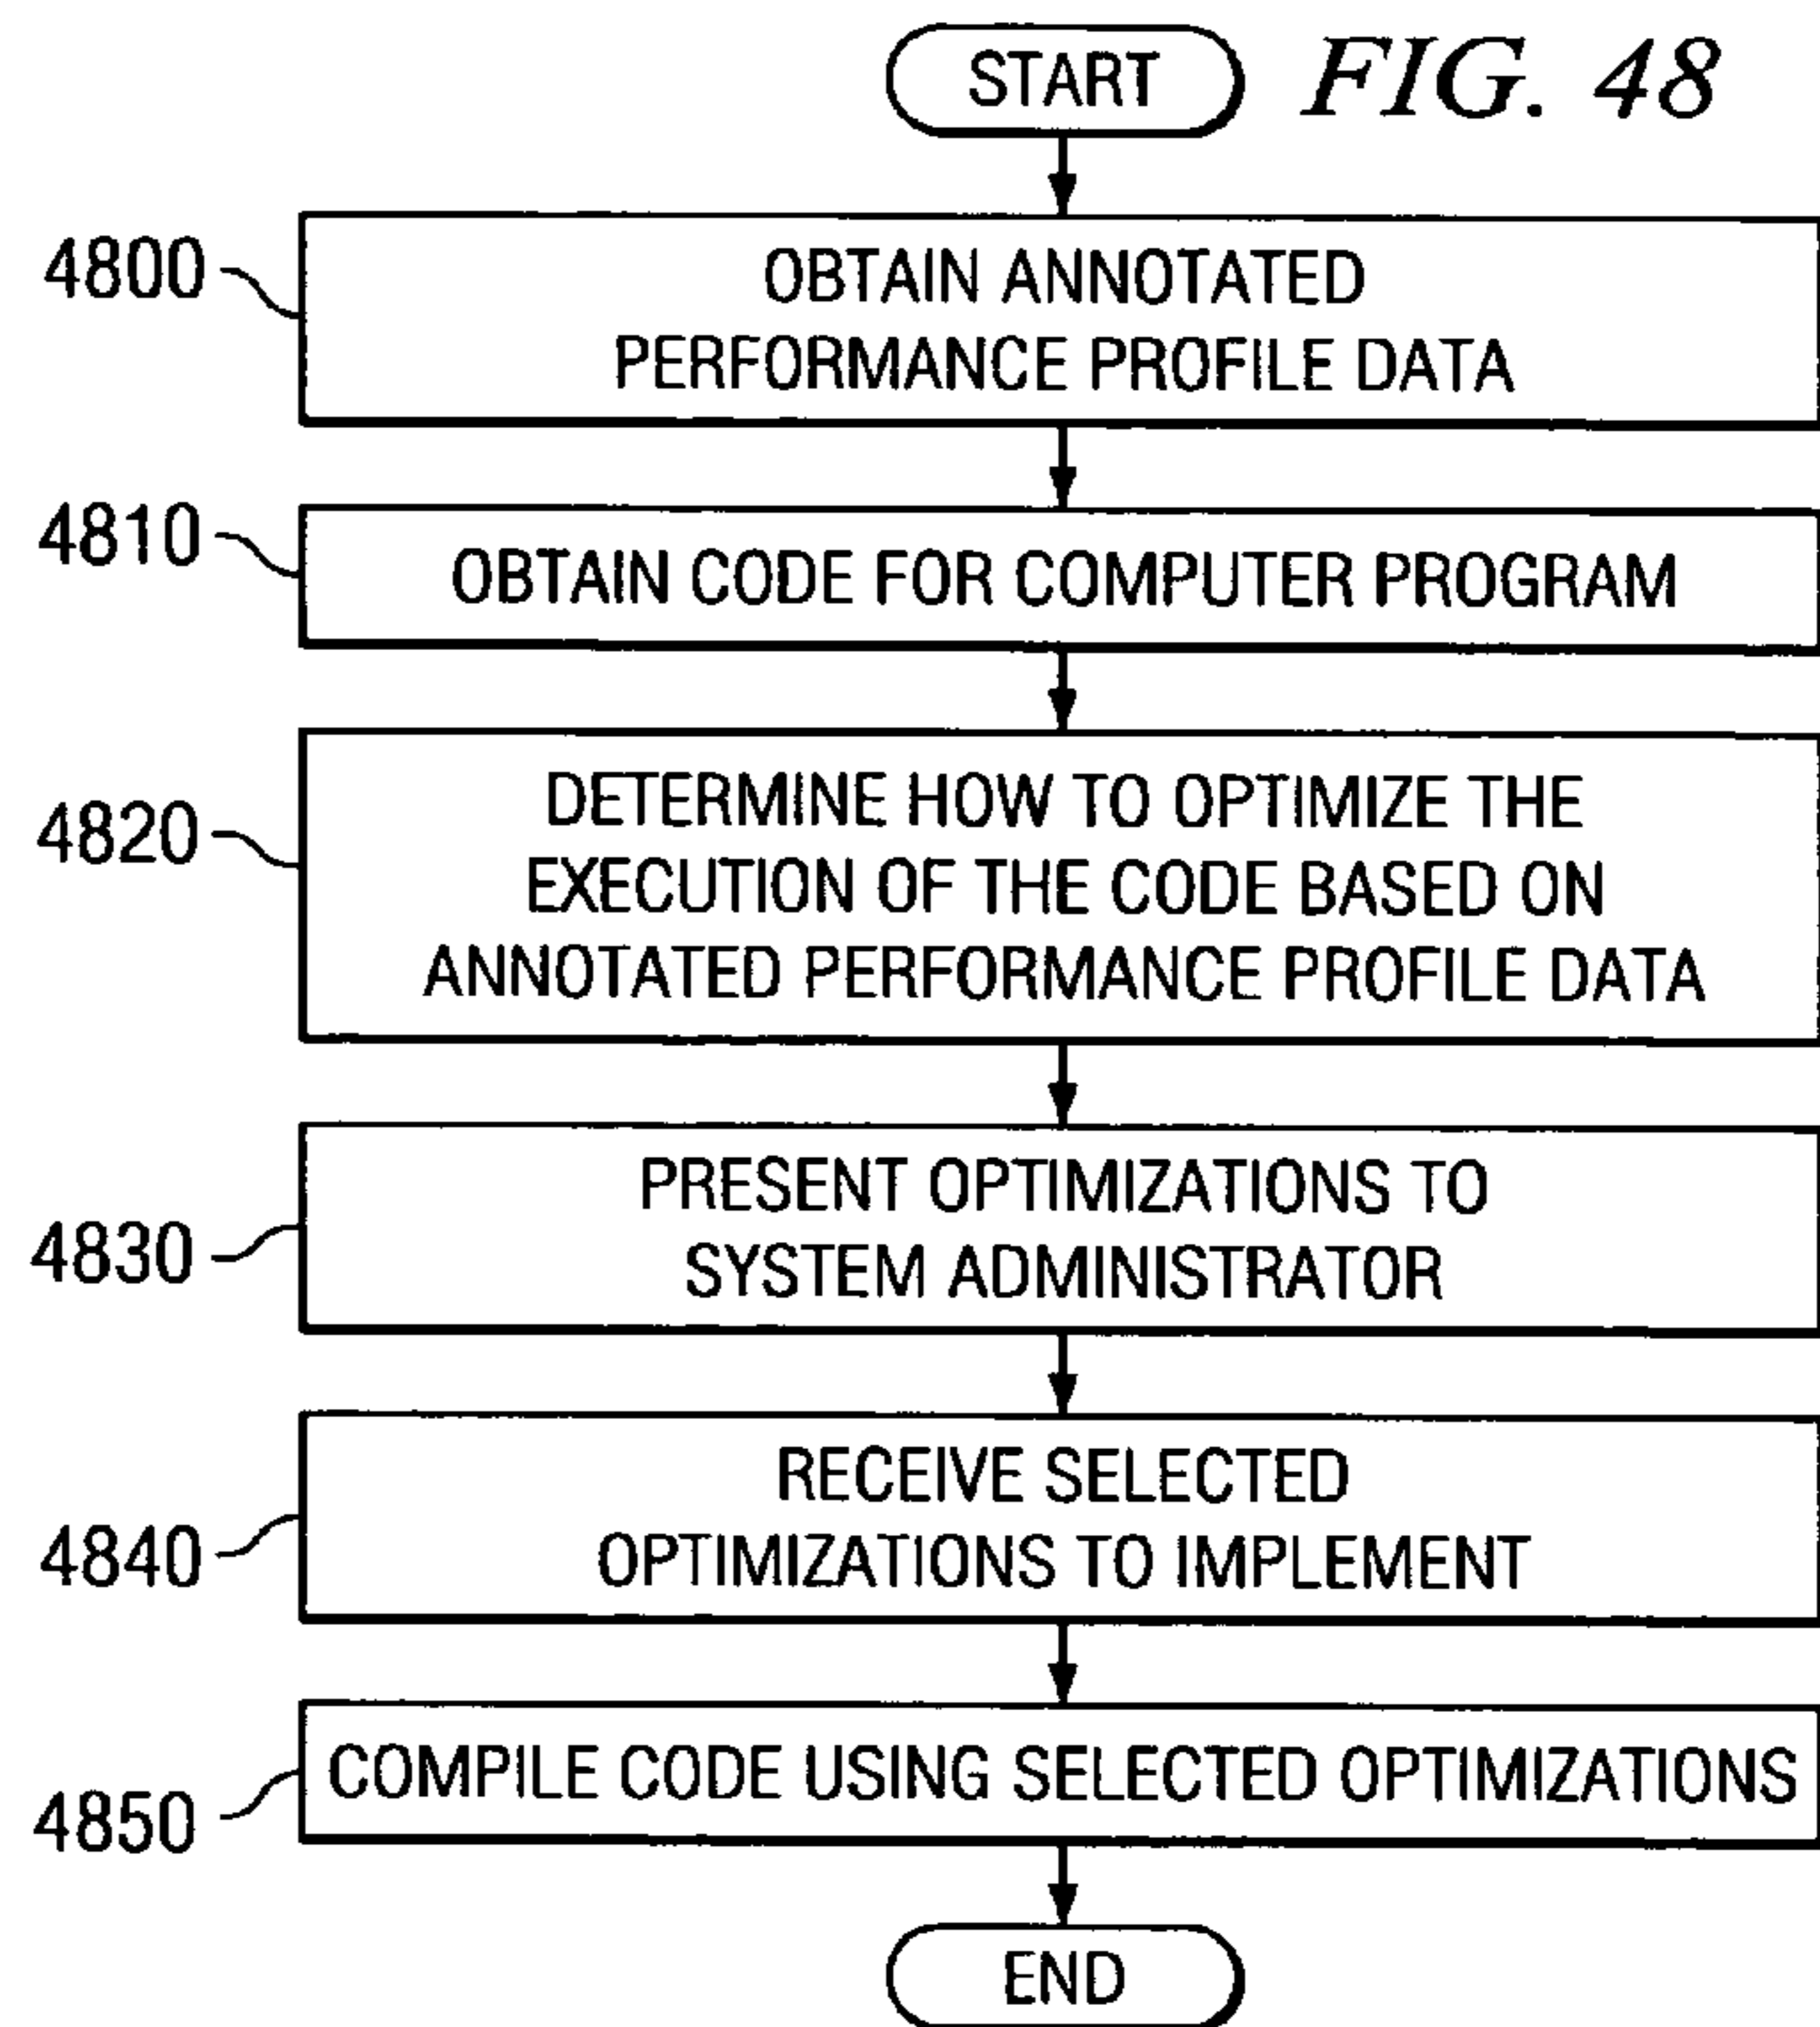 START
FIG. 48
4800
OBTAIN ANNOTATED
PERFORMANCE PROFILE DATA
4810
OBTAIN CODE FOR COMPUTER PROGRAM
4820
DETERMINE HOW TO OPTIMIZE THE
EXECUTION OF THE CODE BASED ON
ANNOTATED PERFORMANCE PROFILE DATA
4830
PRESENT OPTIMIZATIONS TO
SYSTEM ADMINISTRATOR
4840
RECEIVE SELECTED
OPTIMIZATIONS TO IMPLEMENT
4850
COMPILE CODE USING SELECTED OPTIMIZATIONS
END